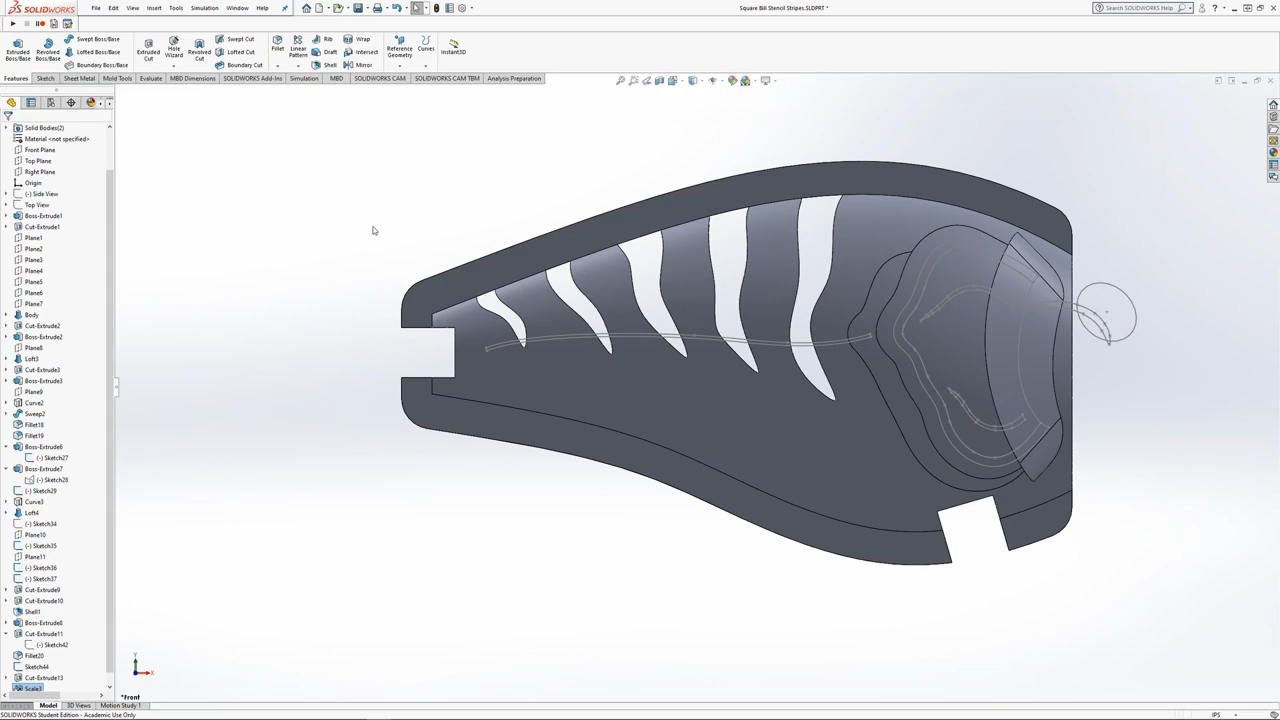 SOLIDWORKS File Edit View Insert Tools Simulation Window Help
Square Bill Stencil Stripes.SLDPRT *
Search SOLIDWORKS Help
Extruded Boss/Base
Revolved Boss/Base
Swept Boss/Base
Lofted Boss/Base
Boundary Boss/Base
Extruded Cut
Hole Wizard
Revolved Cut
Swept Cut
Lofted Cut
Boundary Cut
Fillet
Linear Pattern
Rib
Draft
Shell
Wrap
Intersect
Mirror
Reference Geometry
Curves
Instant3D
Features Sketch Sheet Metal Mold Tools Evaluate MBD Dimensions SOLIDWORKS Add-Ins Simulation MBD SOLIDWORKS CAM SOLIDWORKS CAM TBM Analysis Preparation
Solid Bodies(2)
Material <not specified>
Front Plane
Top Plane
Right Plane
Origin
(-) Side View
Top View
Boss-Extrude1
Cut-Extrude1
Plane1
Plane2
Plane3
Plane4
Plane5
Plane6
Plane7
Body
Cut-Extrude2
Boss-Extrude2
Plane8
Loft3
Cut-Extrude3
Boss-Extrude3
Plane9
Curve2
Sweep2
Fillet18
Fillet19
Boss-Extrude6
(-) Sketch27
Boss-Extrude7
(-) Sketch28
(-) Sketch29
Curve3
Loft4
(-) Sketch34
Plane10
(-) Sketch35
Plane11
(-) Sketch36
(-) Sketch37
Cut-Extrude9
Cut-Extrude10
Shell1
Boss-Extrude8
Cut-Extrude11
(-) Sketch42
Fillet20
Sketch44
Cut-Extrude13
Scale3
Y
X
*Front
Model 3D Views Motion Study 1
SOLIDWORKS Student Edition - Academic Use Only
IPS